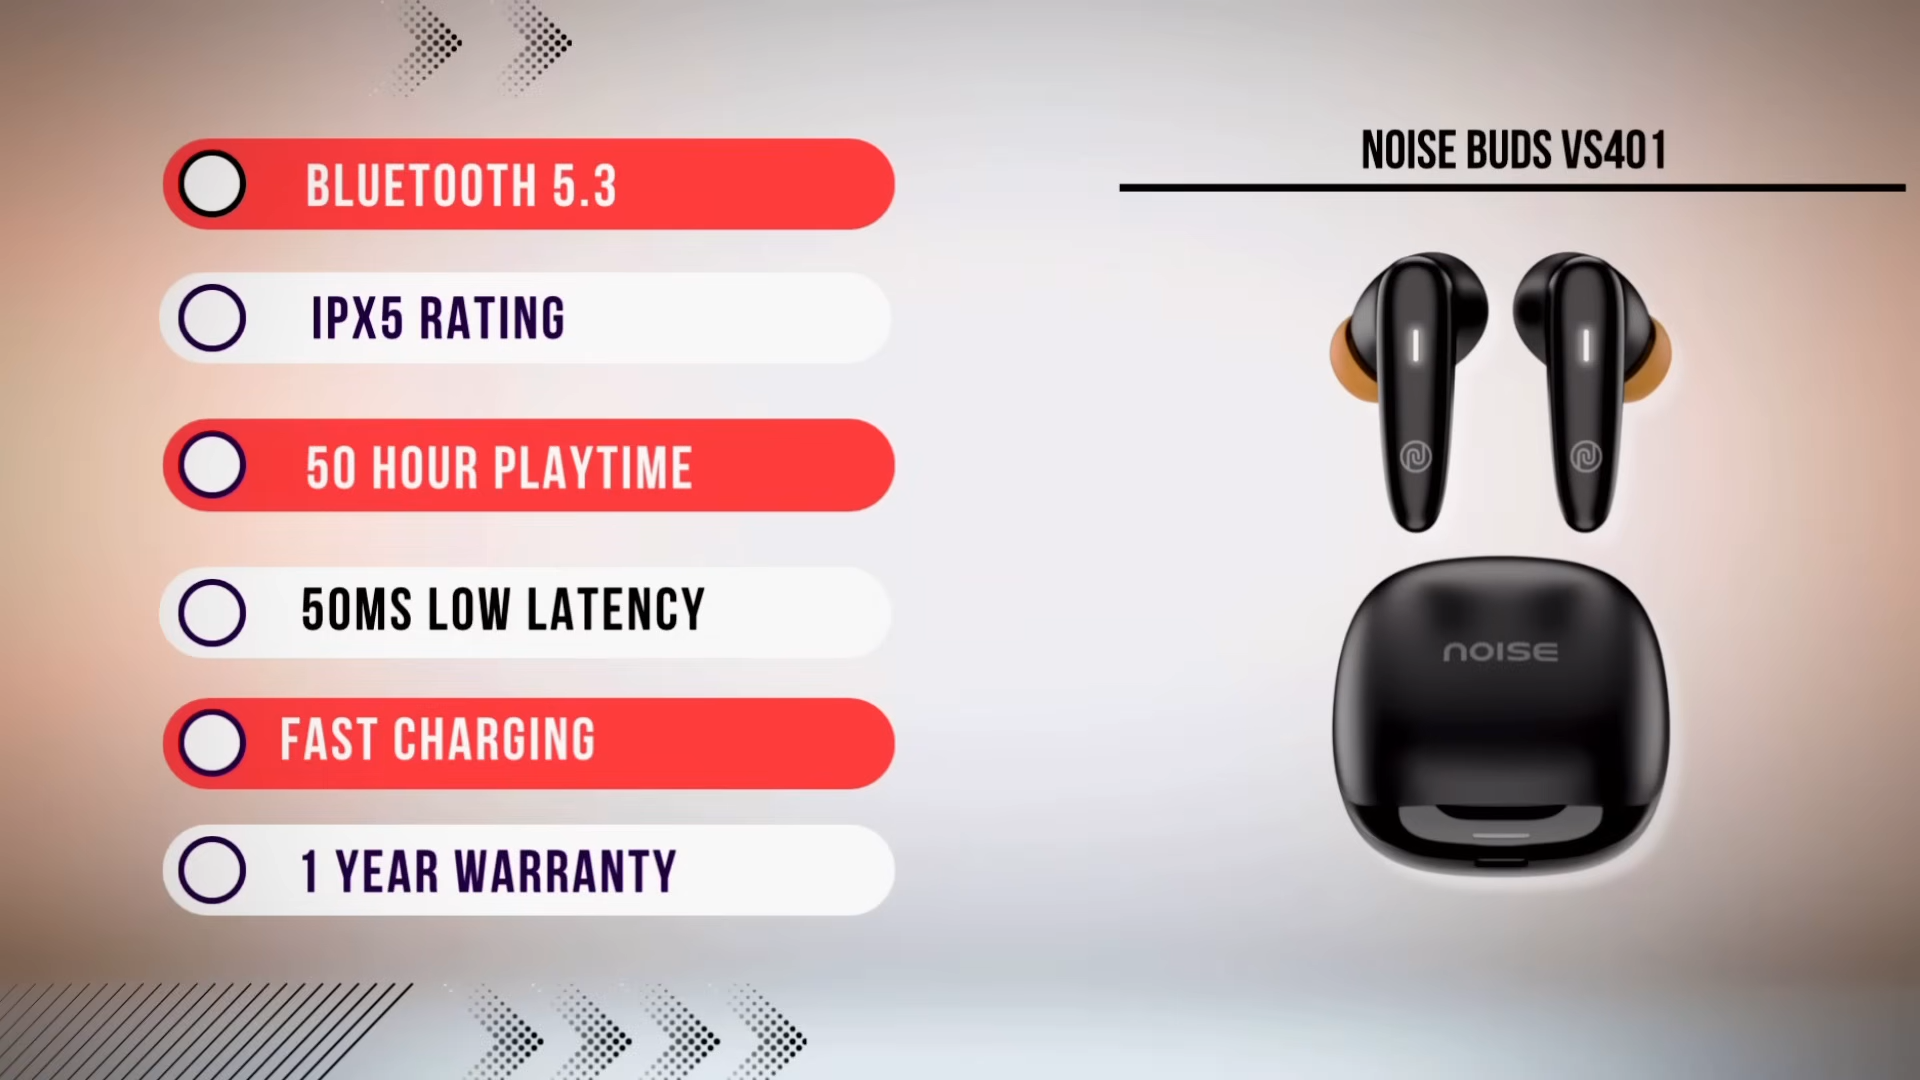 BLUETOOTH 5.3
IPX5 RATING
50 HOUR PLAYTIME
50MS LOW LATENCY
FAST CHARGING
1 YEAR WARRANTY
NOISE BUDS VS401
NOISE